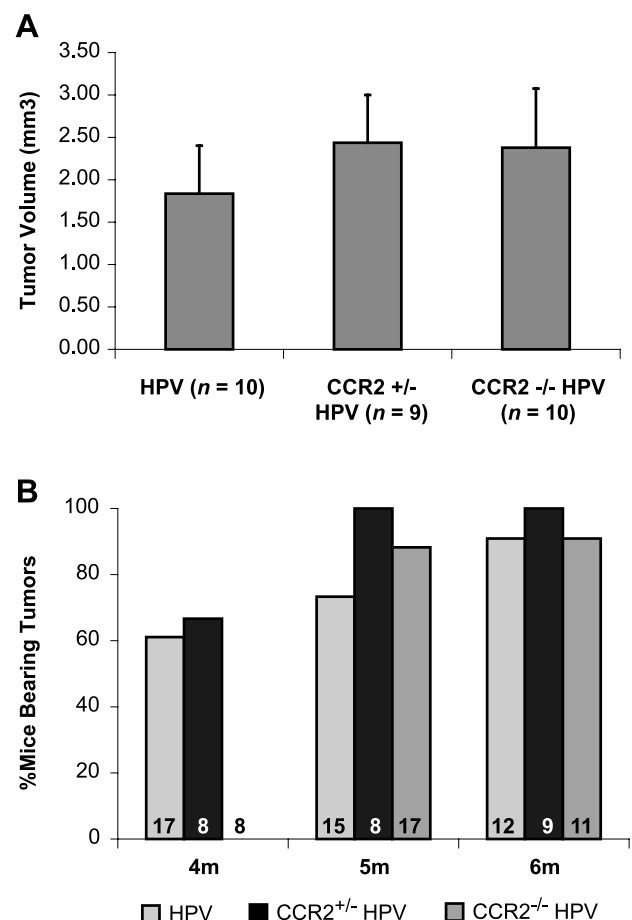 A
3.50
3.00
2.50
2.00
1.50
1.00
0.50
0.00
Tumor Volume (mm3)
HPV (n = 10)
CCR2 +/-
HPV (n = 9)
CCR2 -/- HPV
(n = 10)
B
100
80
60
40
20
0
%Mice Bearing Tumors
17 8 8
15 8 17
12 9 11
4m 5m 6m
HPV CCR2+/- HPV CCR2-/- HPV